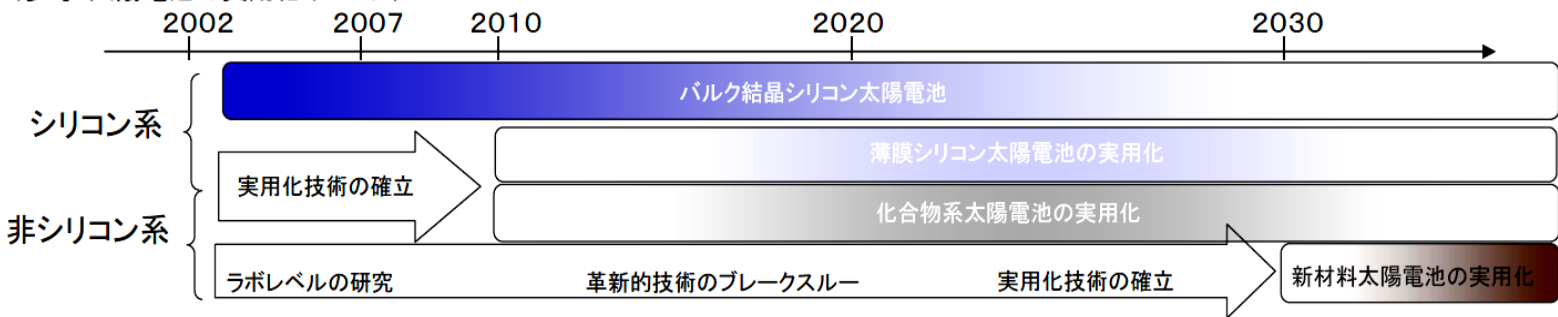 2002 2007 2010 2020 2030
バルク結晶シリコン太陽電池
シリコン系
薄膜シリコン太陽電池の実用化
実用化技術の確立
化合物系太陽電池の実用化
非シリコン系
ラボレベルの研究 革新的技術のブレークスルー 実用化技術の確立 新材料太陽電池の実用化